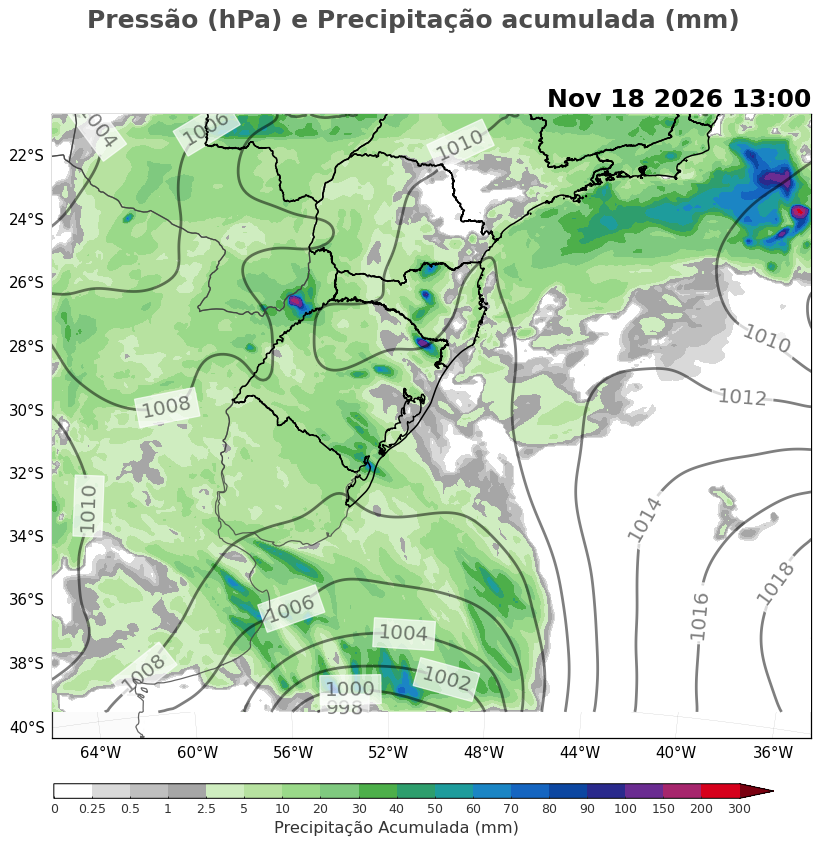 Pressão (hPa) e Precipitação acumulada (mm)
Nov 18 2026 13:00
1004
1006
1010
22°S
24°S
26°S
28°S
30°S
32°S
34°S
36°S
38°S
40°S
1010
1012
1008
1010
1014
1018
1016
1006
1004
1002
1008
1000
998
64°W
60°W
56°W
52°W
48°W
44°W
40°W
36°W
0 0.25 0.5 1 2.5 5 10 20 30 40 50 60 70 80 90 100 150 200 300
Precipitação Acumulada (mm)